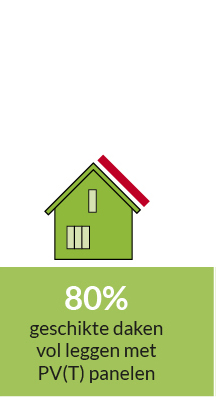 80%
geschikte daken
vol leggen met
PV(T) panelen